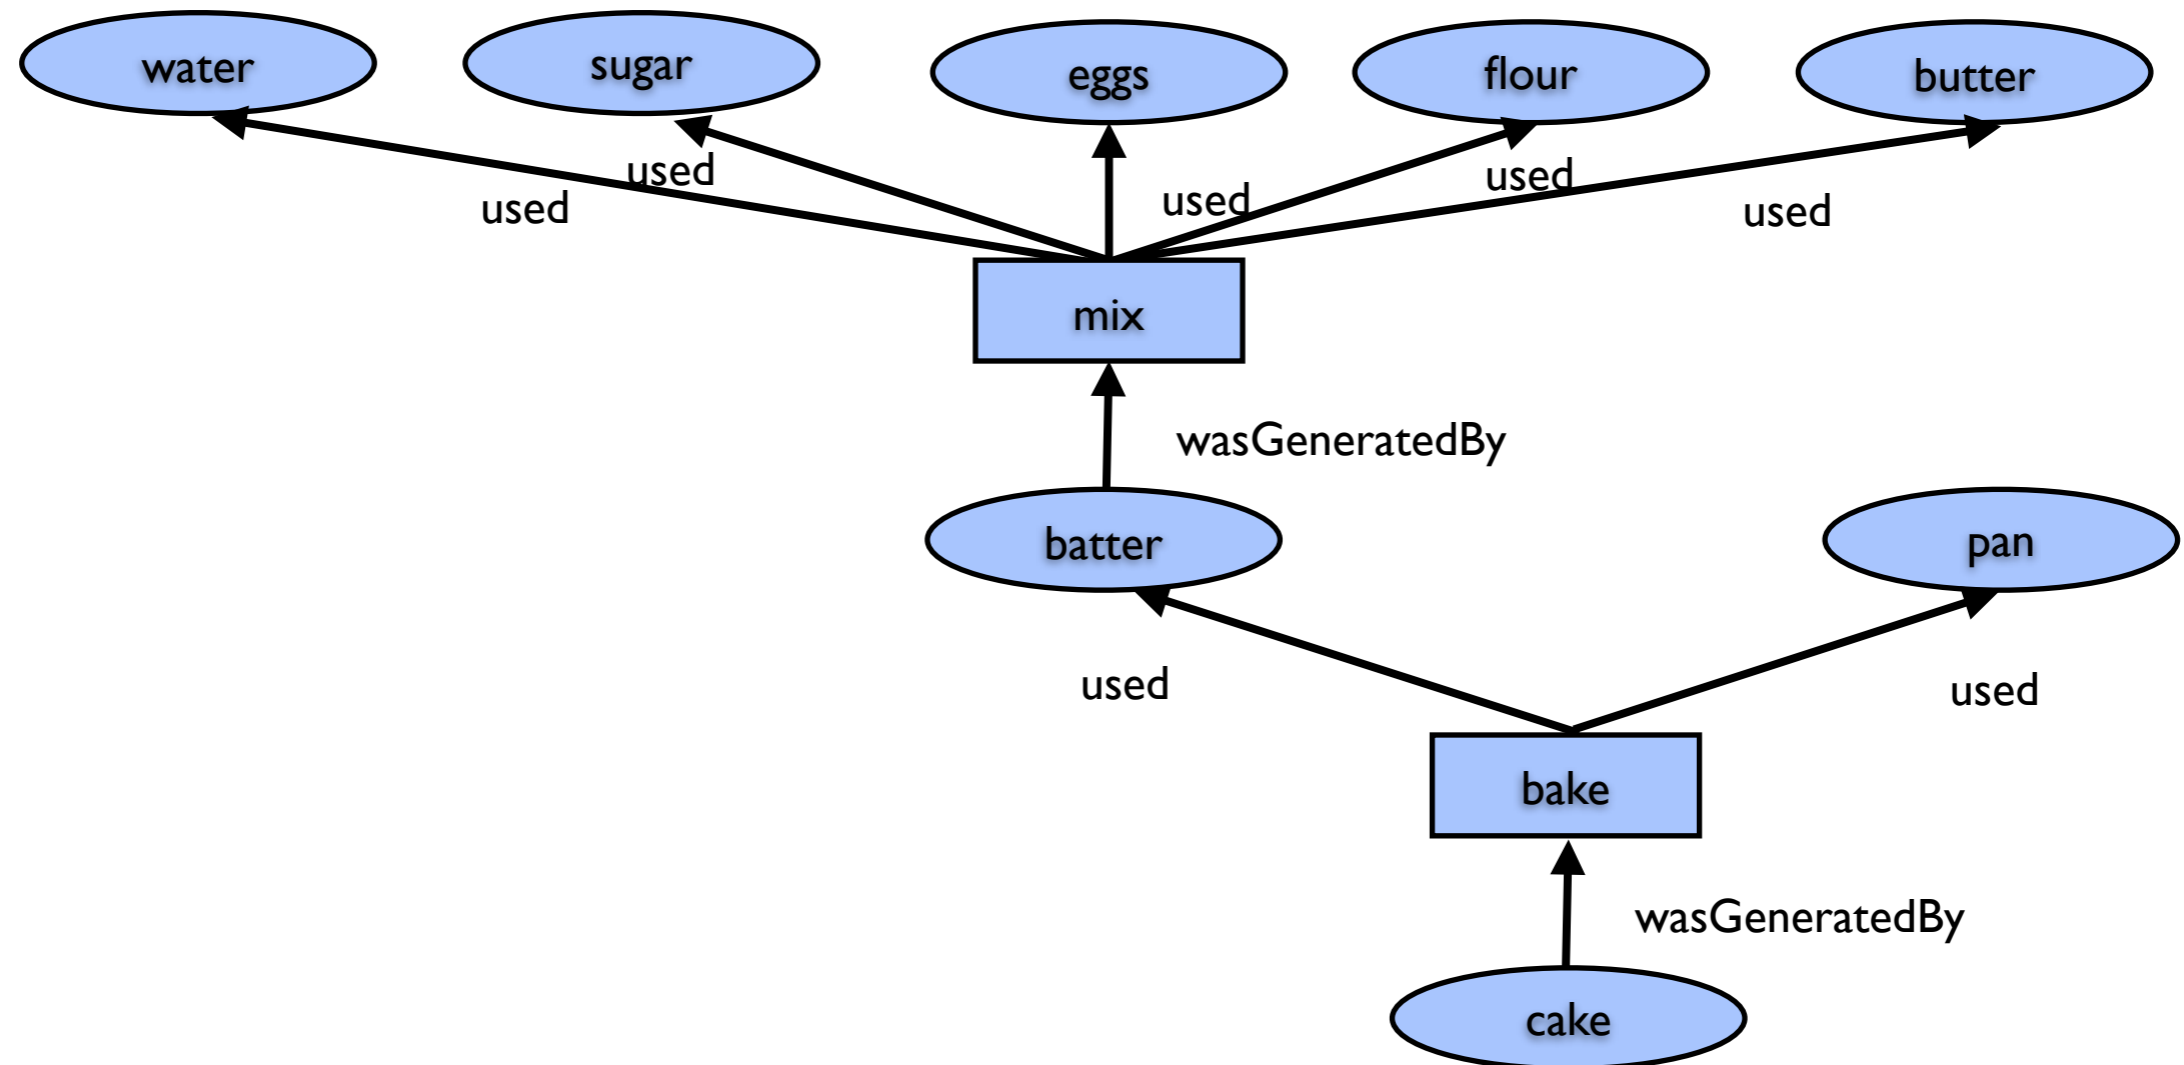 water
sugar
eggs
flour
butter
used
used
used
used
used
mix
wasGeneratedBy
batter
pan
used
used
bake
wasGeneratedBy
cake